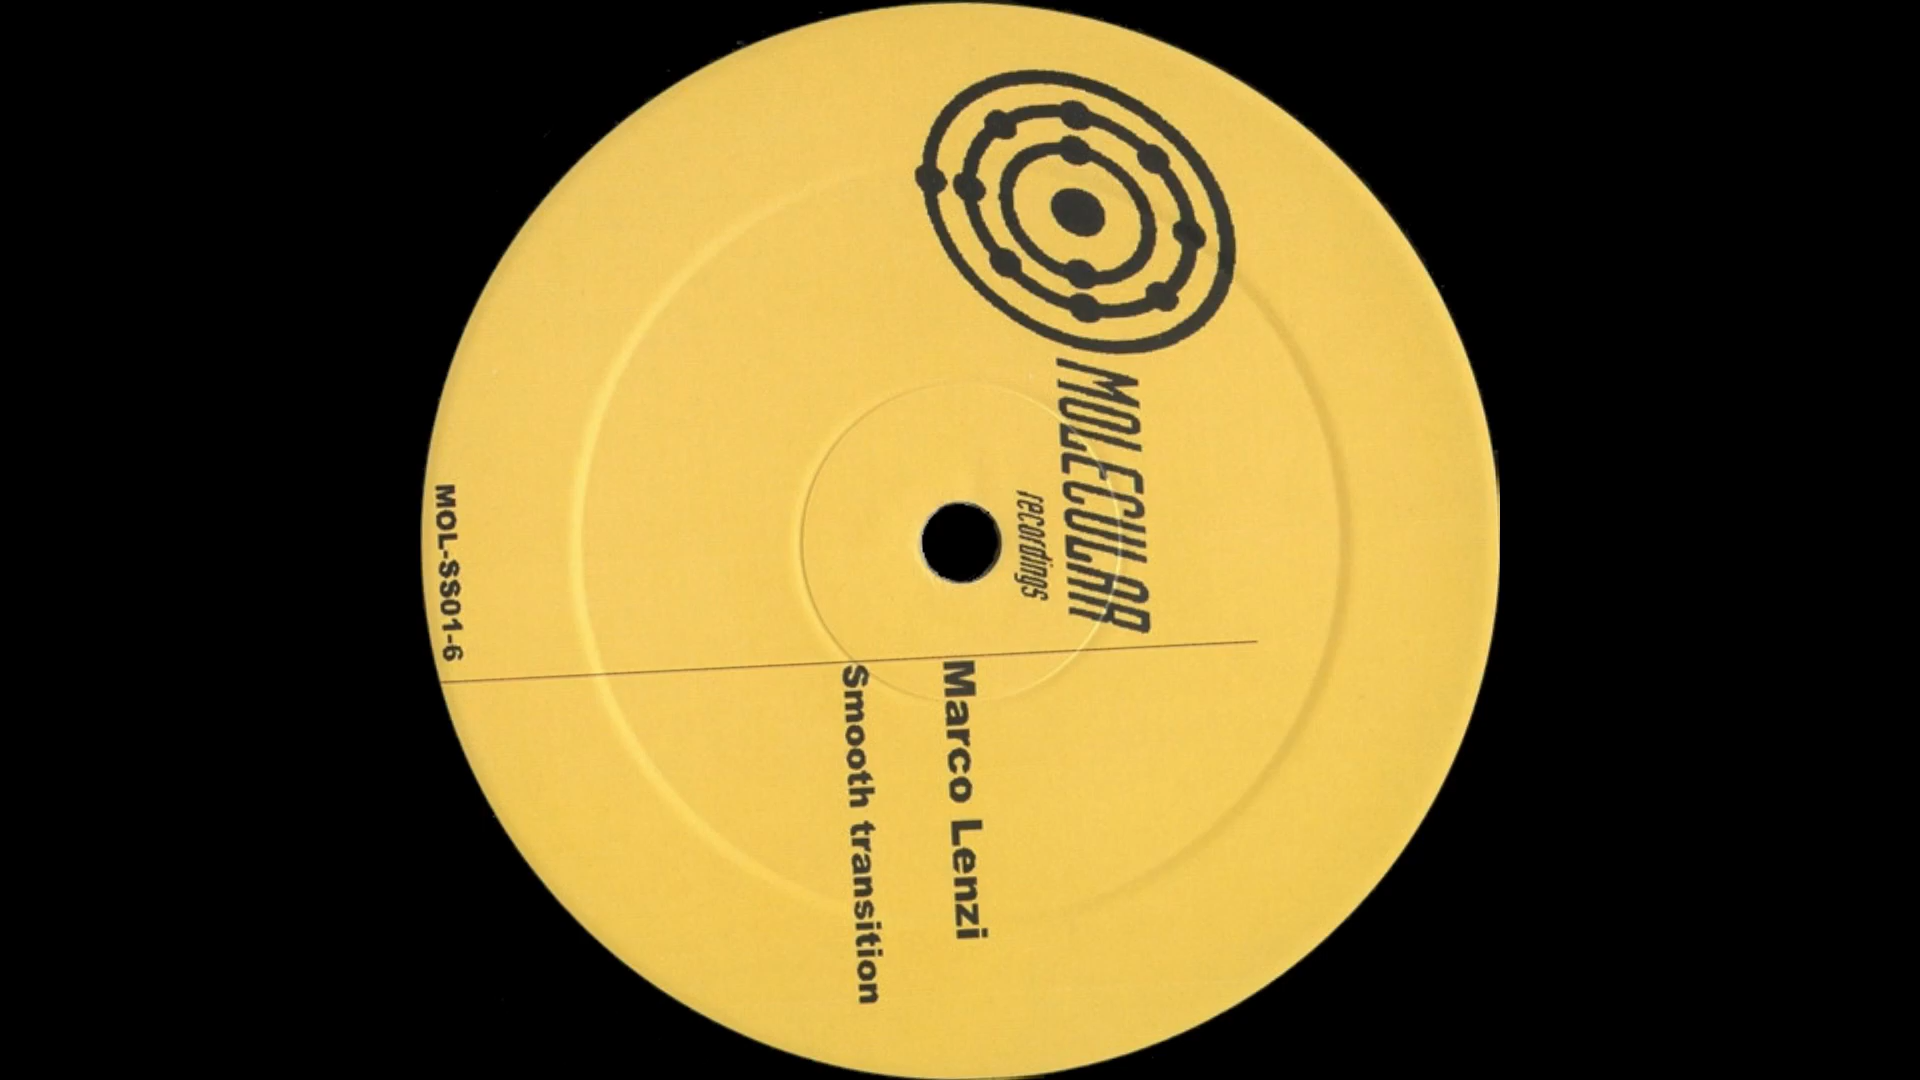 MOLECULAR
recordings
Marco Lenzi
Smooth transition
MOL-SS01-6